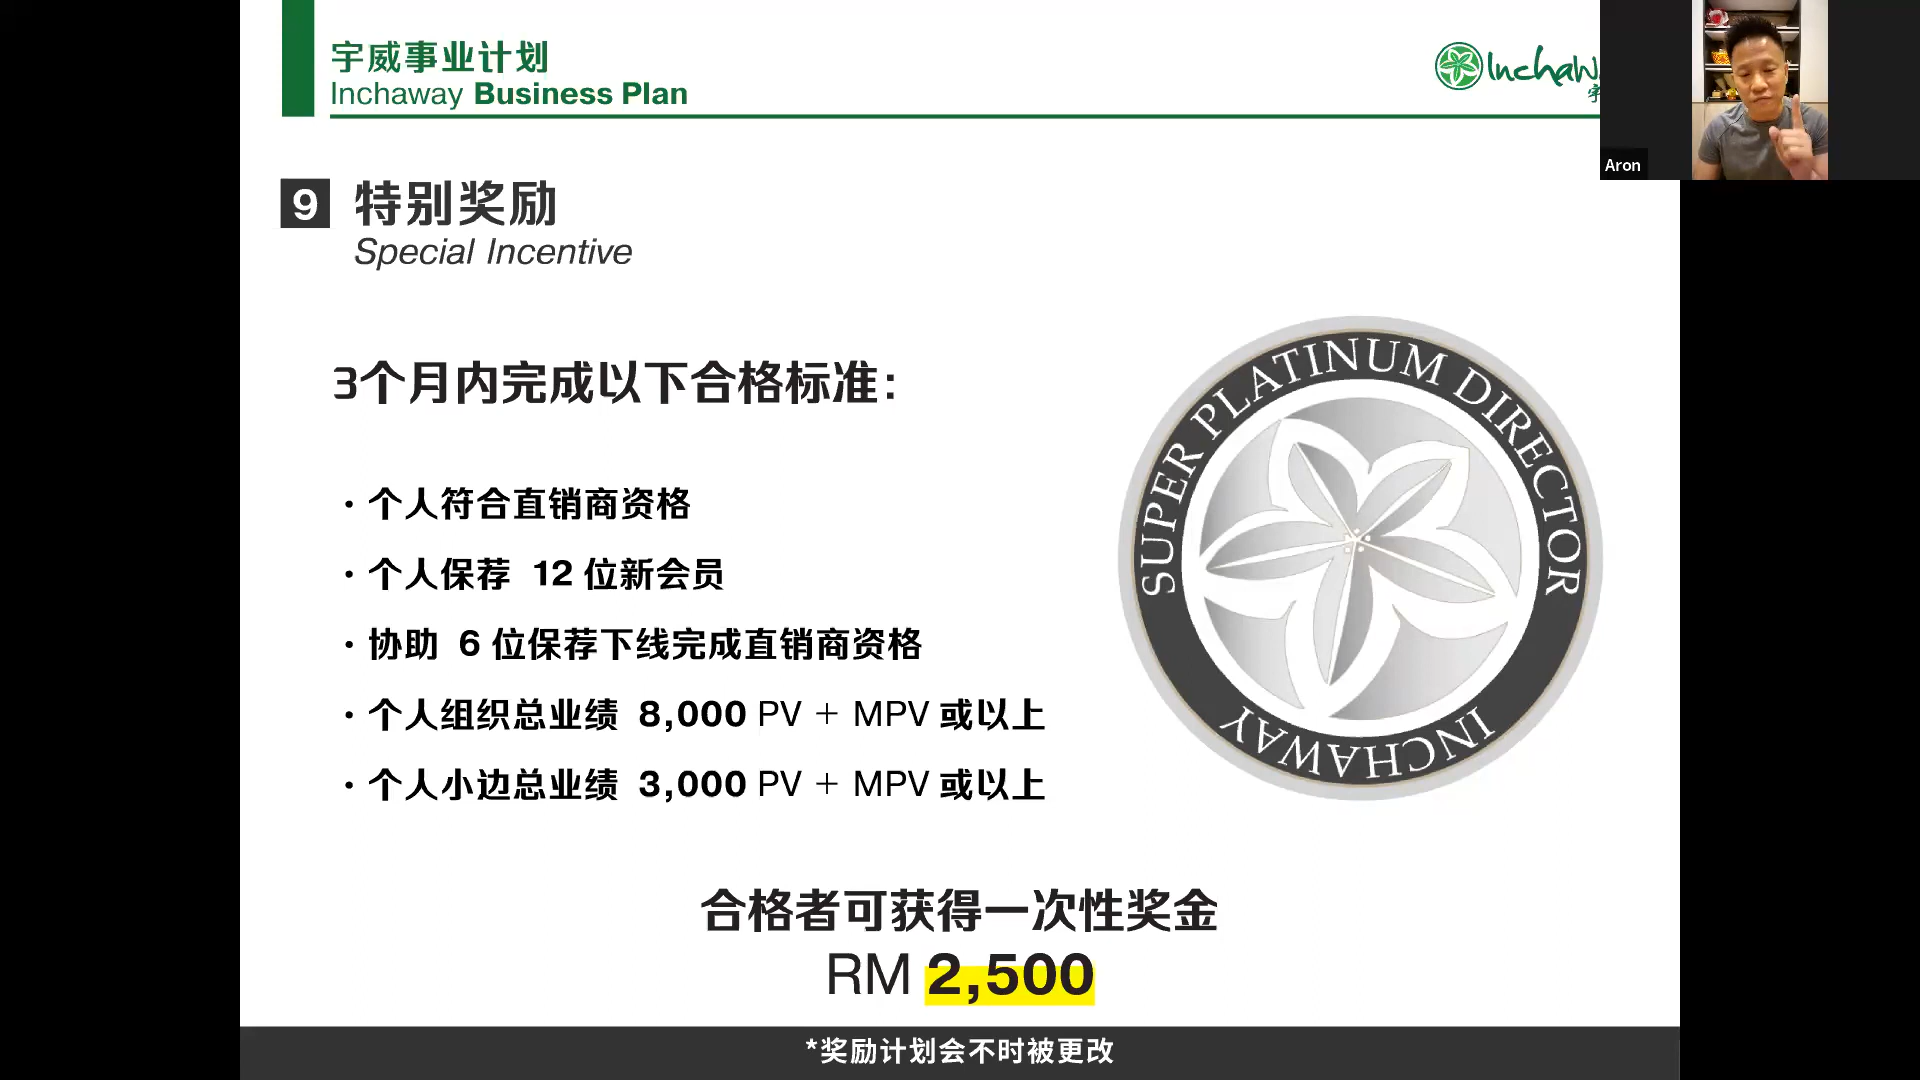 宇威事业计划
Inchaway Business Plan
Aron
9 特别奖励
Special Incentive
3个月内完成以下合格标准：
· 个人符合直销商资格
· 个人保荐 12 位新会员
· 协助 6 位保荐下线完成直销商资格
· 个人组织总业绩 8,000 PV + MPV 或以上
· 个人小边总业绩 3,000 PV + MPV 或以上
SUPER PLATINUM DIRECTOR
INCHAWAY
合格者可获得一次性奖金
RM 2,500
*奖励计划会不时被更改